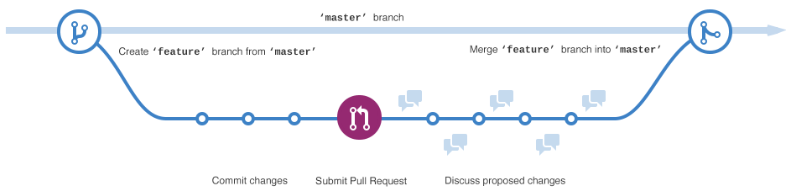 ‘master’ branch
Create ‘feature’ branch from ‘master’
Merge ‘feature’ branch into ‘master’
Commit changes
Submit Pull Request
Discuss proposed changes